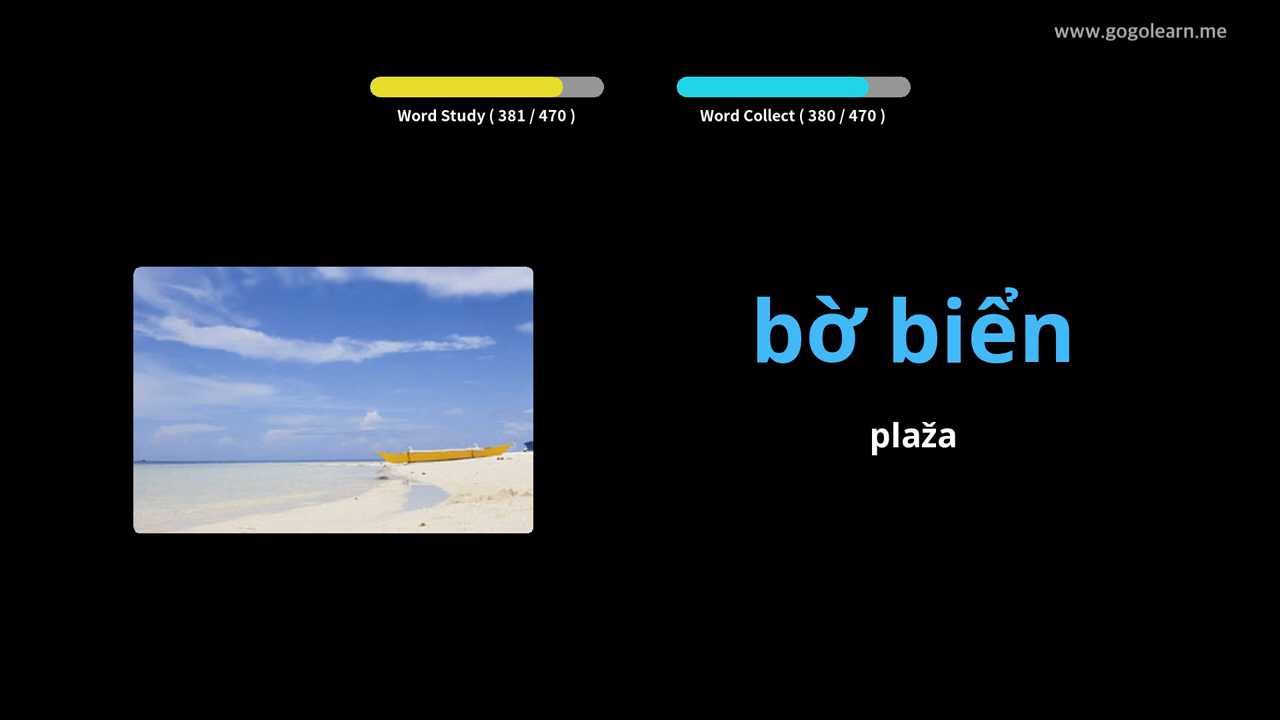 www.gogolearn.me
Word Study ( 381 / 470 )
Word Collect ( 380 / 470 )
bờ biển
plaža